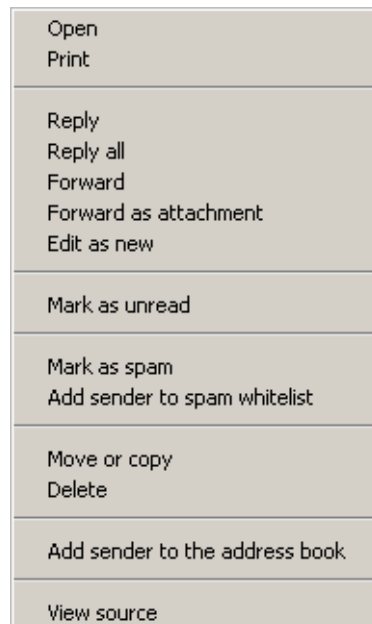 Open
Print
Reply
Reply all
Forward
Forward as attachment
Edit as new
Mark as unread
Mark as spam
Add sender to spam whitelist
Move or copy
Delete
Add sender to the address book
View source